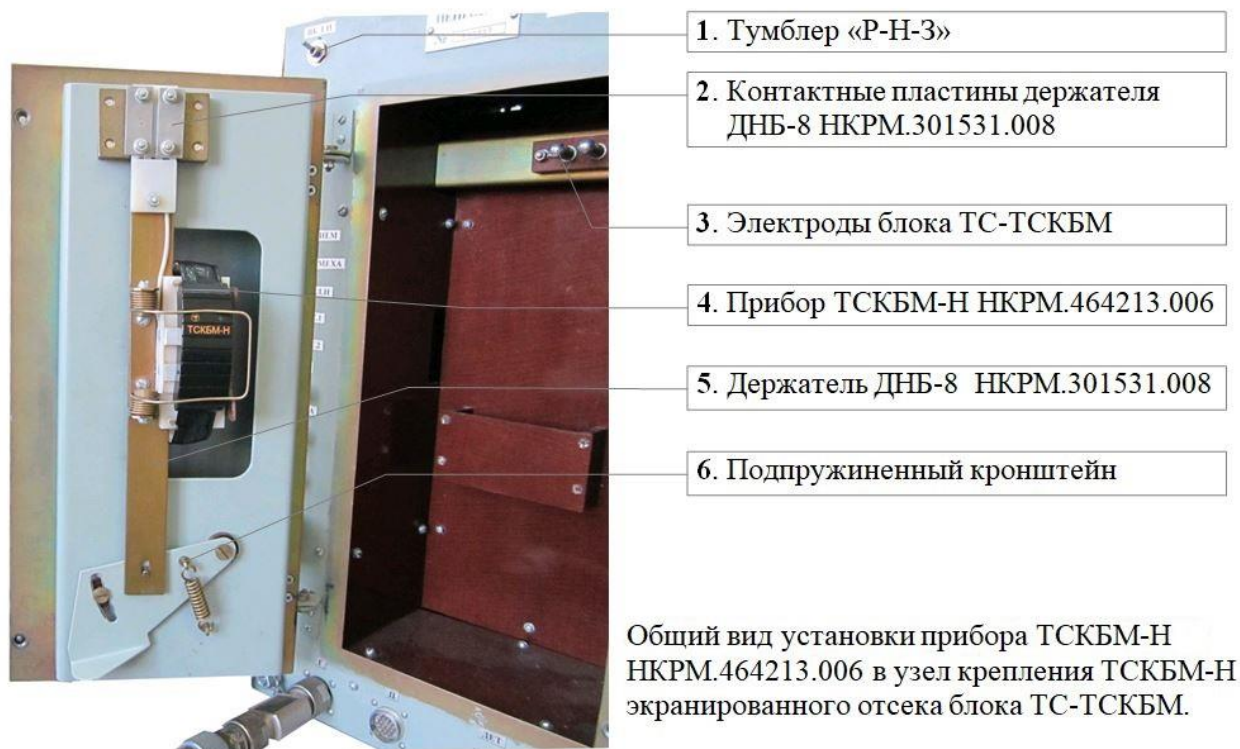 1. Тумблер «Р-Н-З»
2. Контактные пластины держателя
ДНБ-8 НКРМ.301531.008
3. Электроды блока ТС-ТСКБМ
4. Прибор ТСКБМ-Н НКРМ.464213.006
5. Держатель ДНБ-8 НКРМ.301531.008
6. Подпружиненный кронштейн
ТСКБМ-Н
Общий вид установки прибора ТСКБМ-Н
НКРМ.464213.006 в узел крепления ТСКБМ-Н
экранированного отсека блока ТС-ТСКБМ.